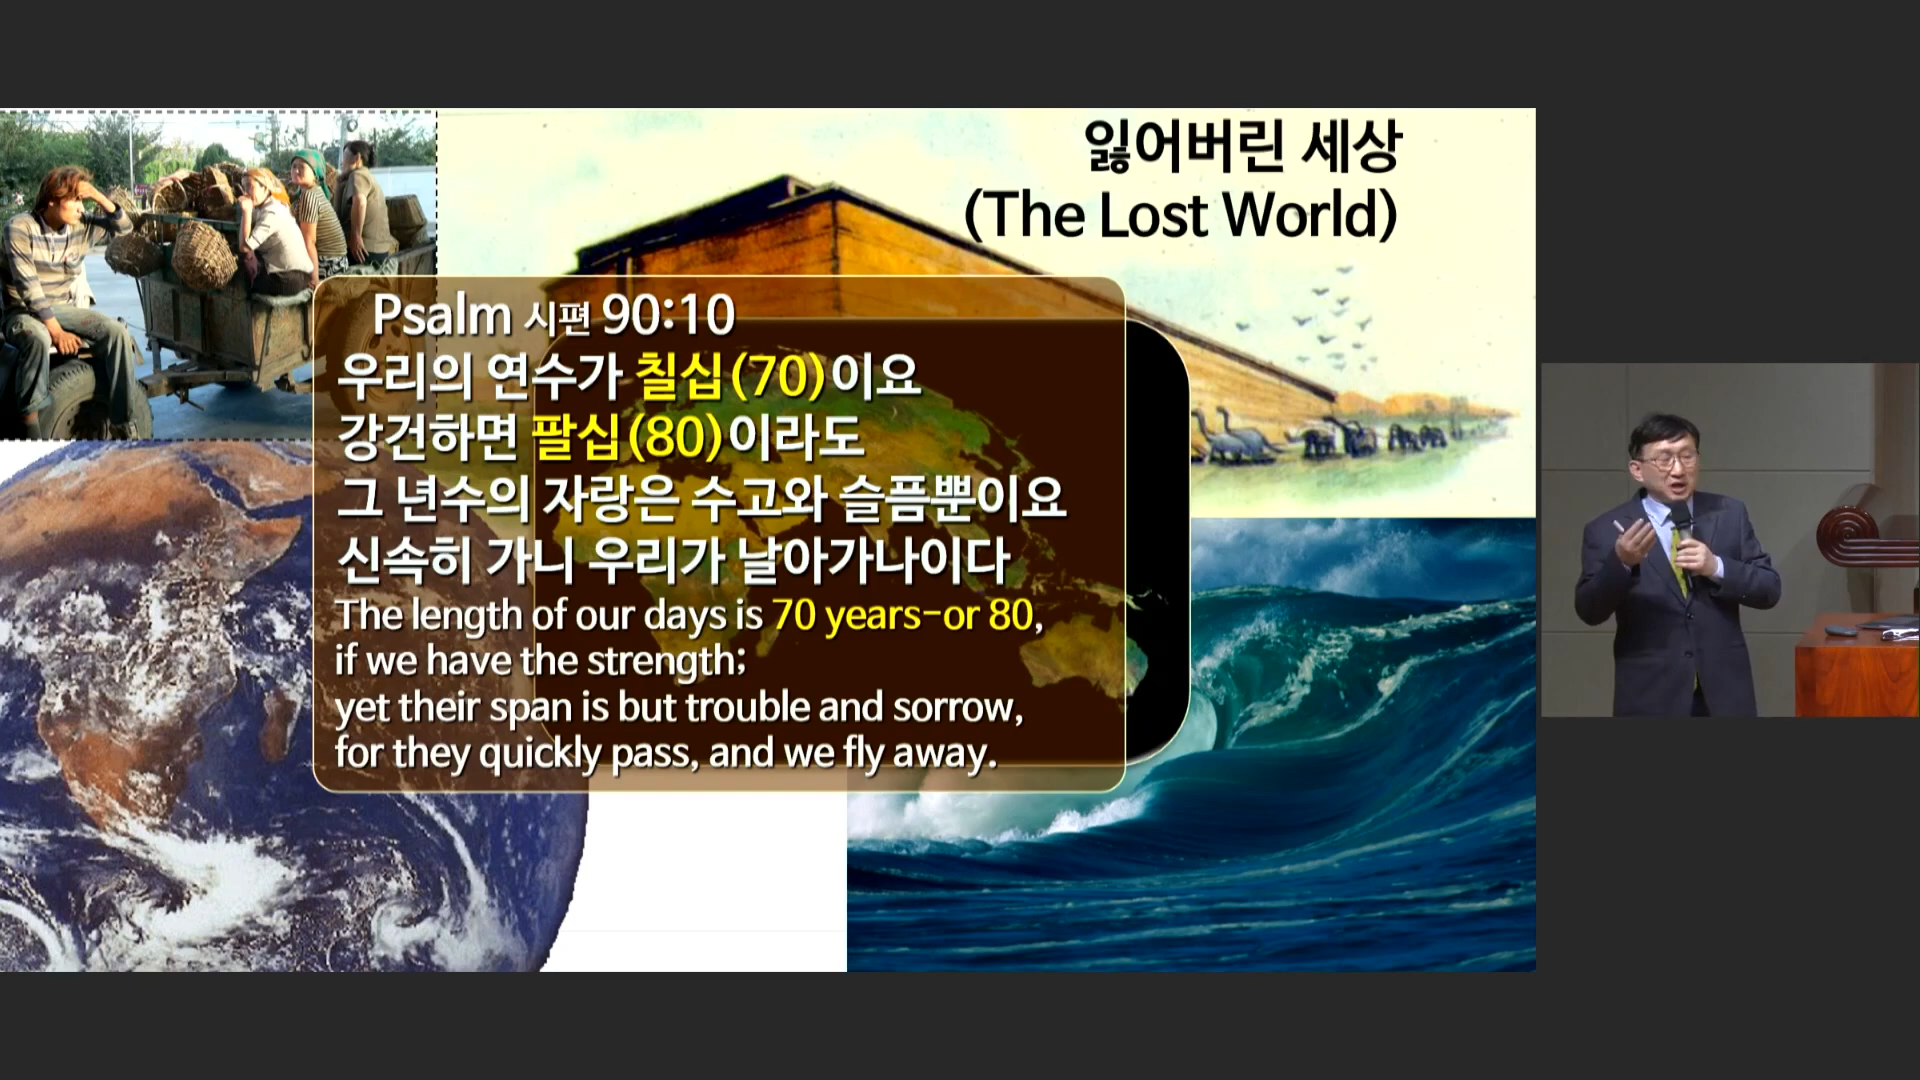 잃어버린 세상
(The Lost World)
Psalm 시편 90:10
우리의 연수가 칠십(70)이요
강건하면 팔십(80)이라도
그 년수의 자랑은 수고와 슬픔뿐이요
신속히 가니 우리가 날아가나이다
The length of our days is 70 years-or 80,
if we have the strength;
yet their span is but trouble and sorrow,
for they quickly pass, and we fly away.